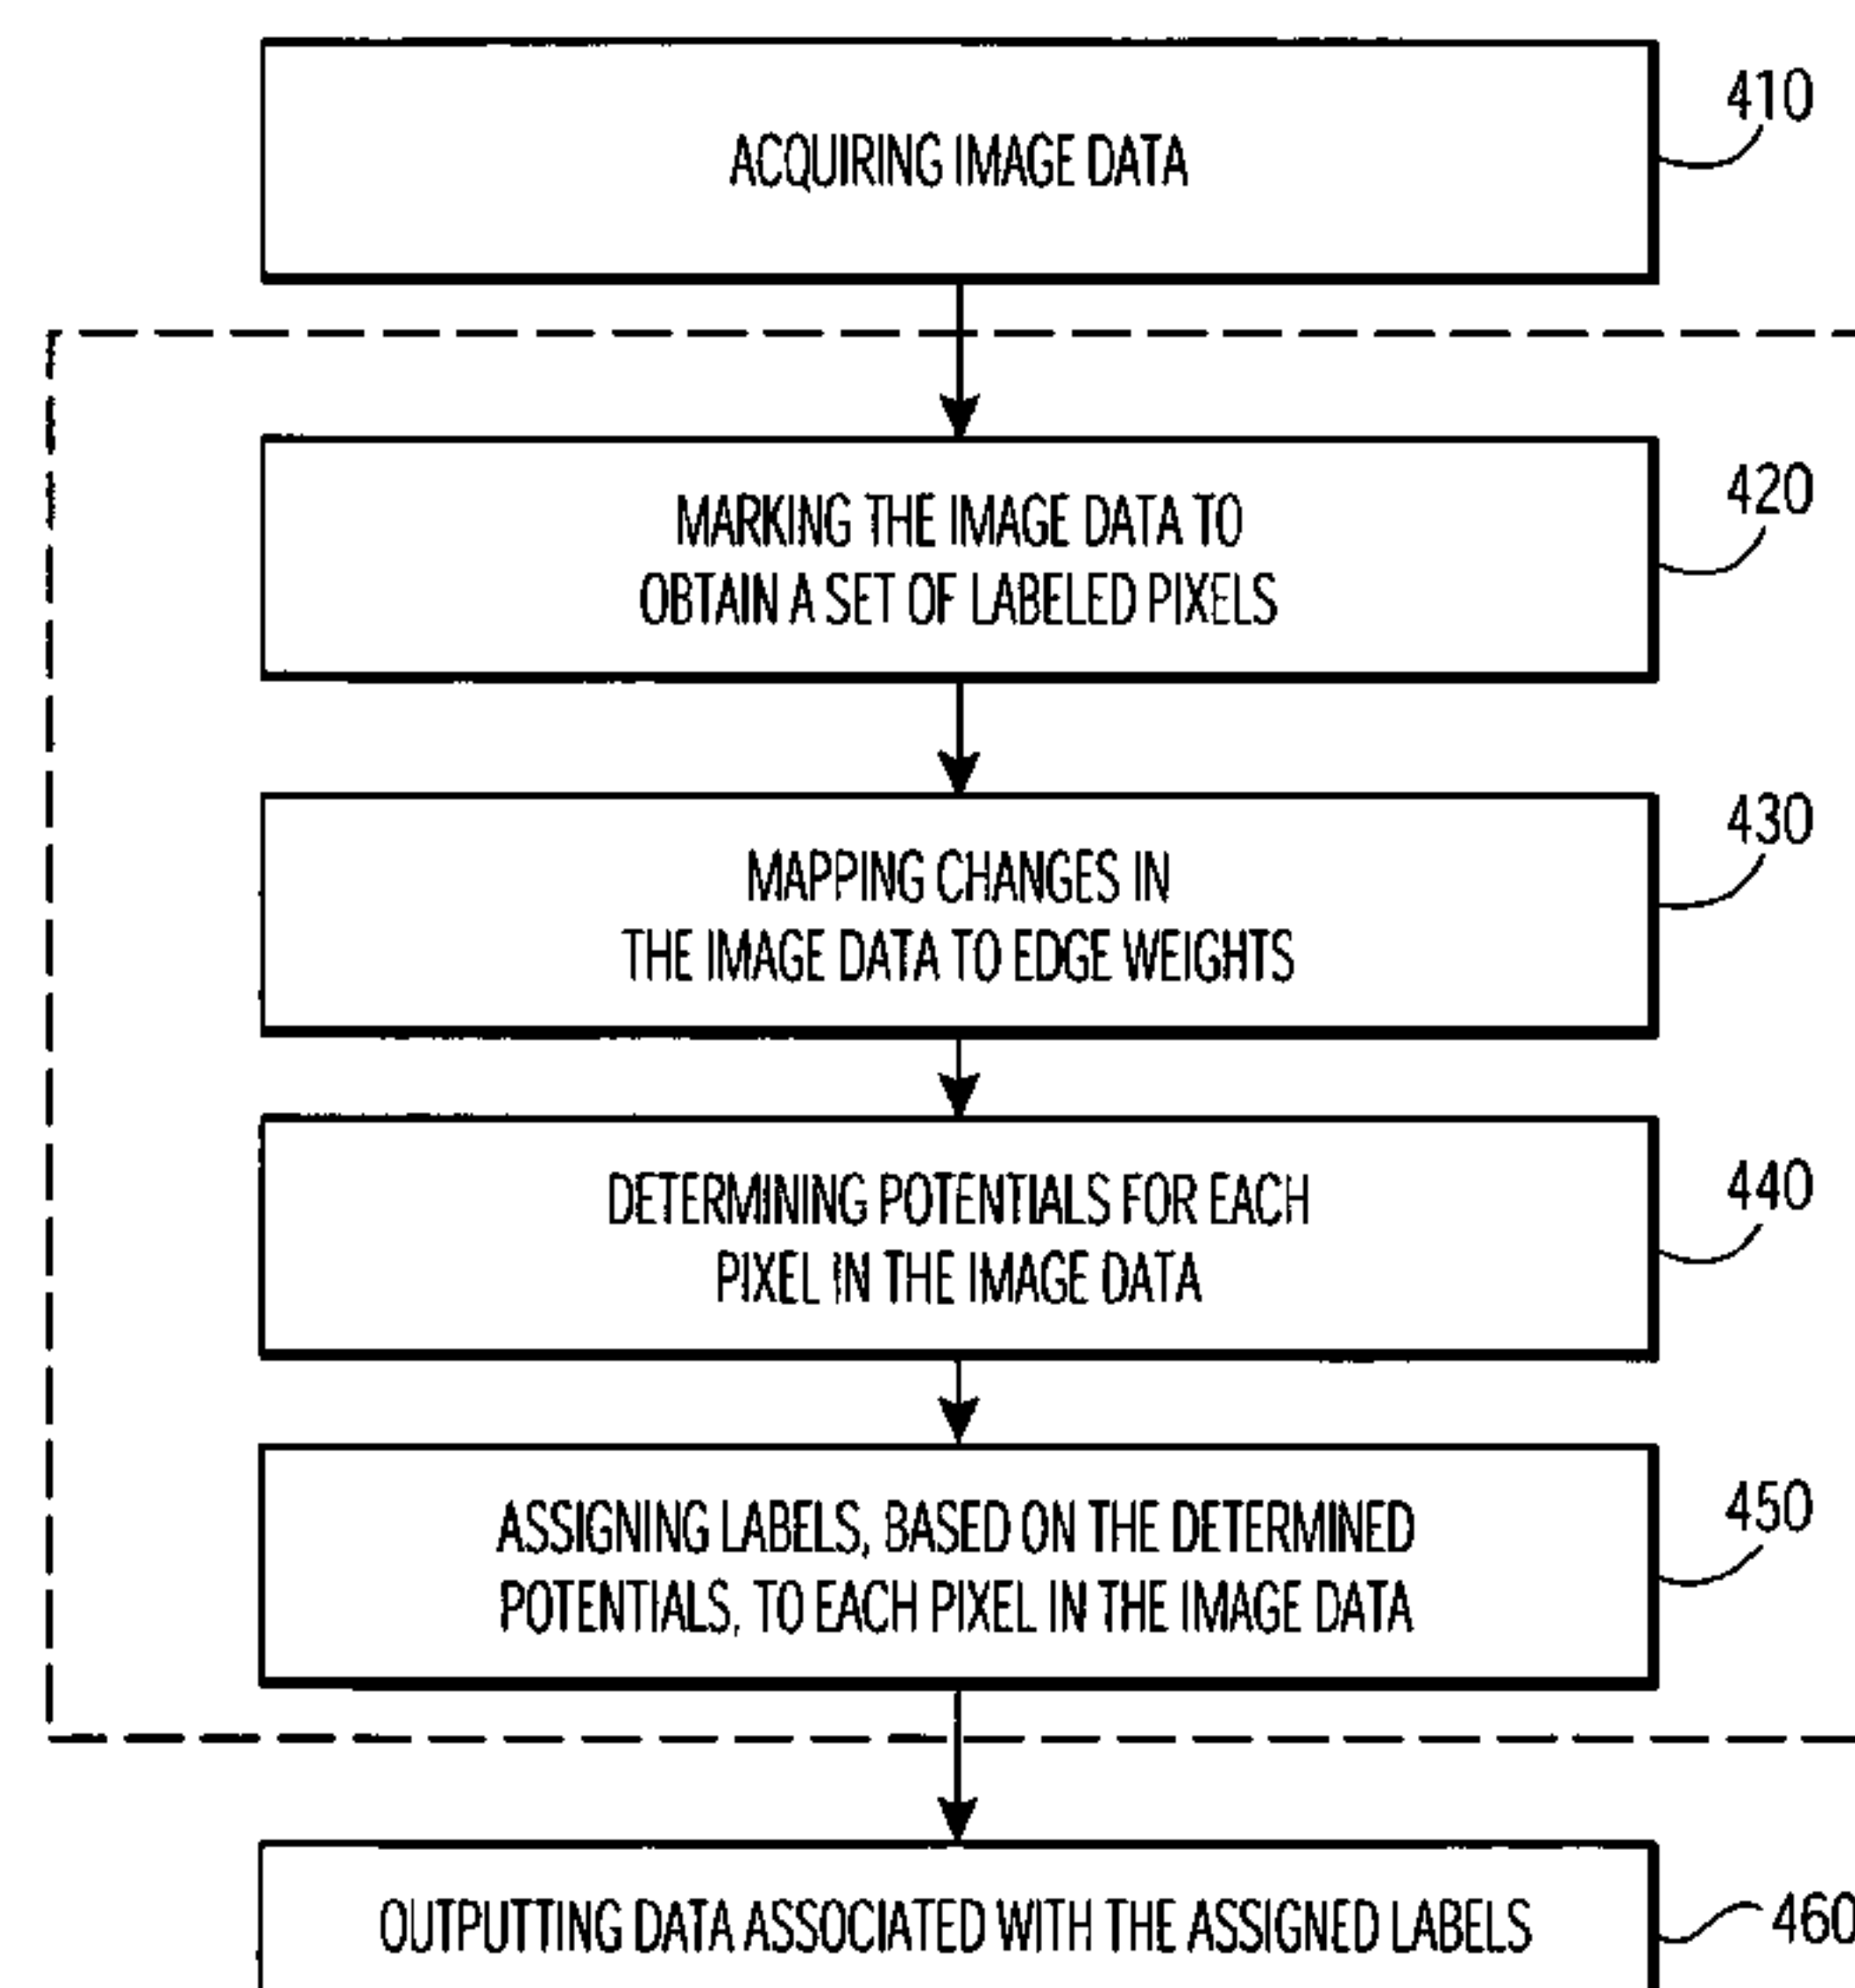 ACQUIRING IMAGE DATA
410
MARKING THE IMAGE DATA TO
OBTAIN A SET OF LABELED PIXELS
420
MAPPING CHANGES IN
THE IMAGE DATA TO EDGE WEIGHTS
430
DETERMINING POTENTIALS FOR EACH
PIXEL IN THE IMAGE DATA
440
ASSIGNING LABELS, BASED ON THE DETERMINED
POTENTIALS, TO EACH PIXEL IN THE IMAGE DATA
450
OUTPUTTING DATA ASSOCIATED WITH THE ASSIGNED LABELS
460